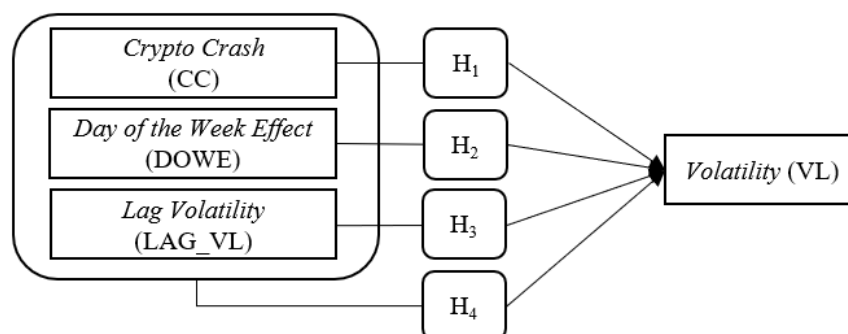 Crypto Crash
(CC)
H₁
Day of the Week Effect
(DOWE)
H₂
Volatility (VL)
Lag Volatility
(LAG_VL)
H₃
H₄